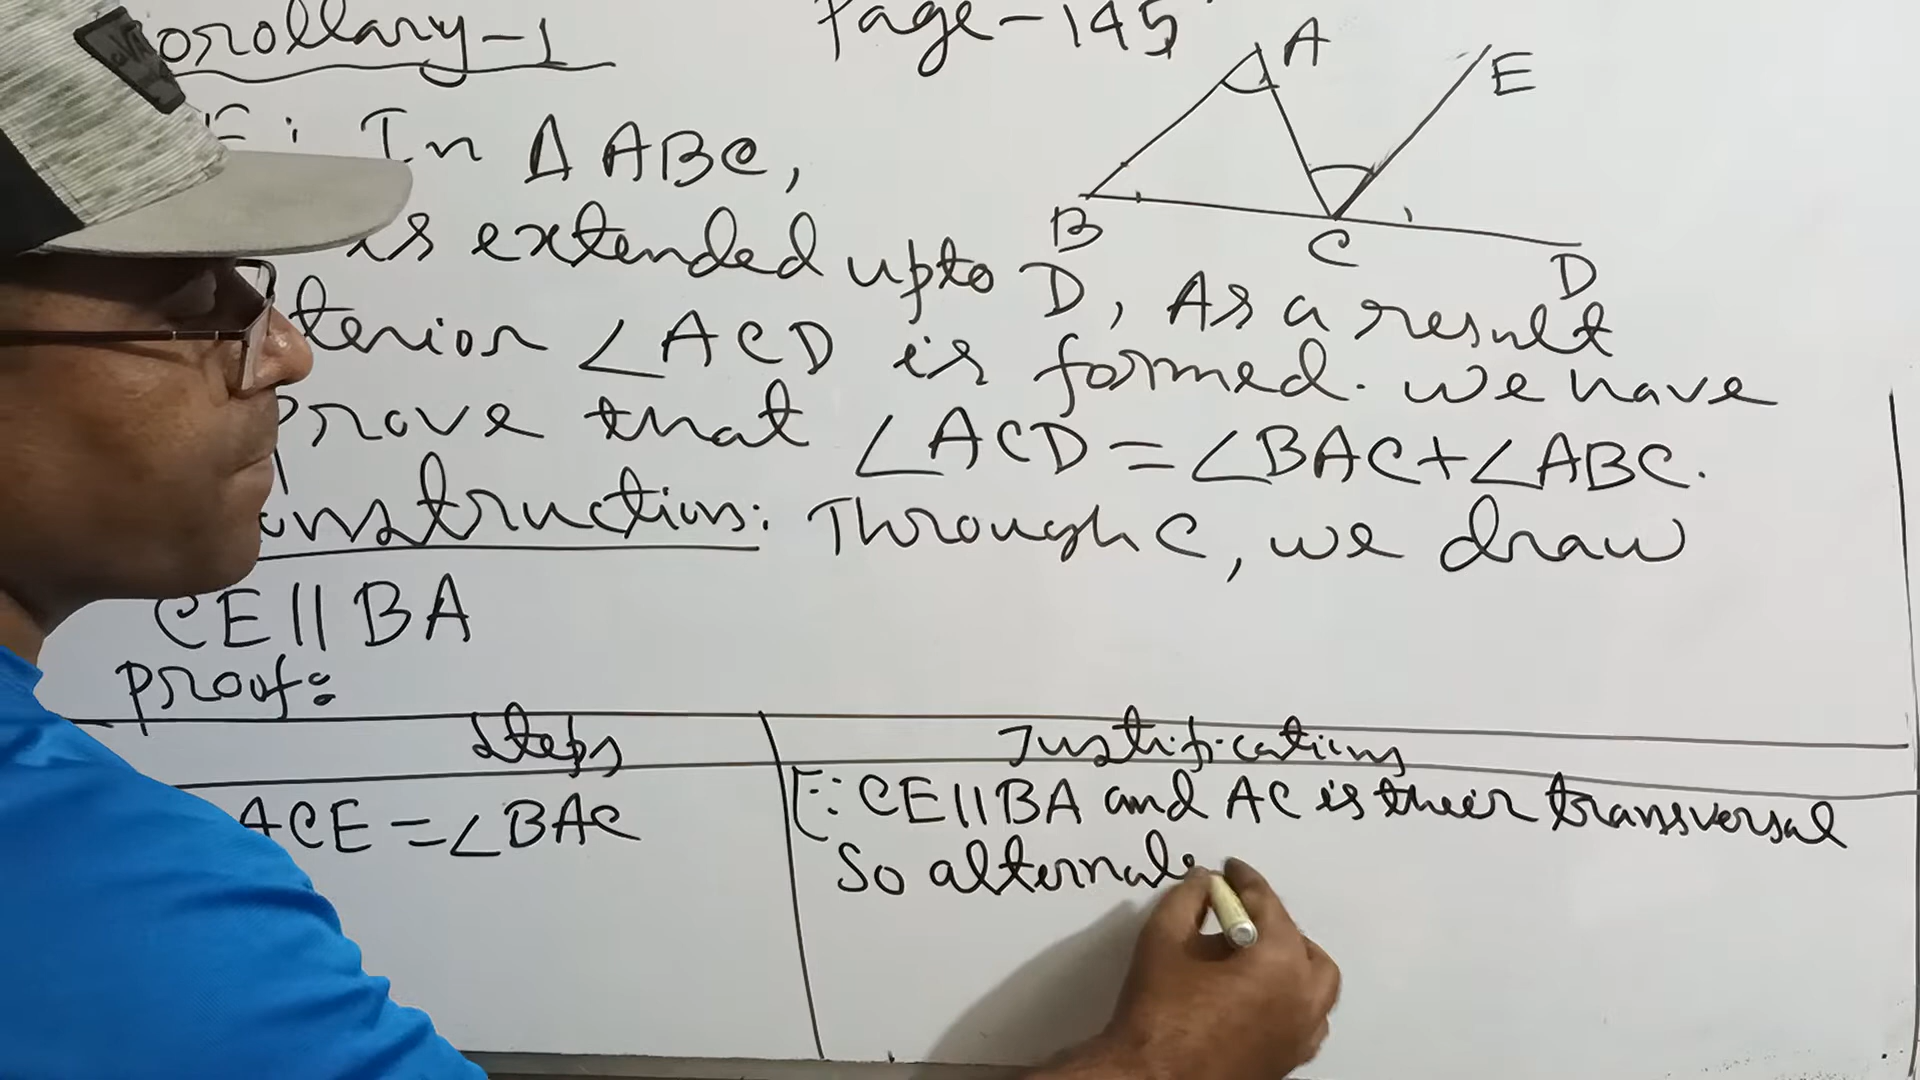 orollary-1
Page-145
A
E
B
C
D
: In Δ ABC,
is extended upto D, As a result
terior ∠ACD is formed. we have
prove that ∠ACD = ∠BAC+∠ABC.
onstruction: Through C, we draw
CE||BA
proof:
Steps
Justifications
ACE = ∠BAC
[∵ CE||BA and AC is their transversal
So alternate